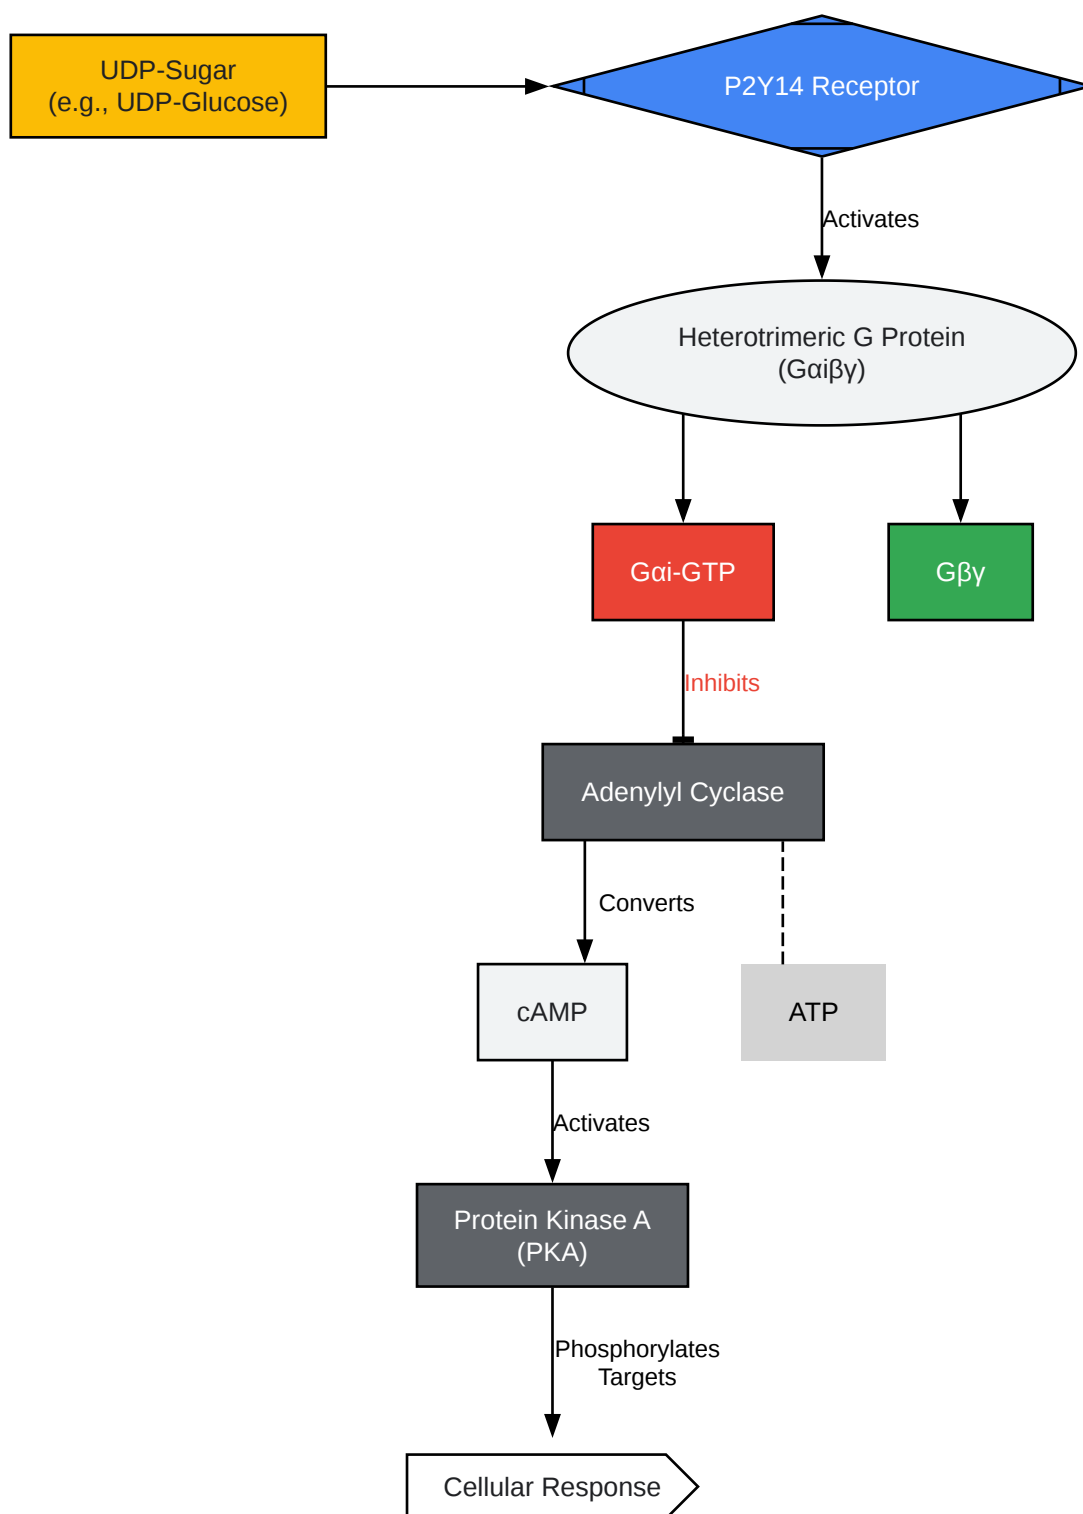 UDP-Sugar
(e.g., UDP-Glucose)
P2Y14 Receptor
Activates
Heterotrimeric G Protein
(Gαiβγ)
Gαi-GTP
Gβγ
Inhibits
Adenylyl Cyclase
Converts
cAMP
ATP
Activates
Protein Kinase A
(PKA)
Phosphorylates
Targets
Cellular Response